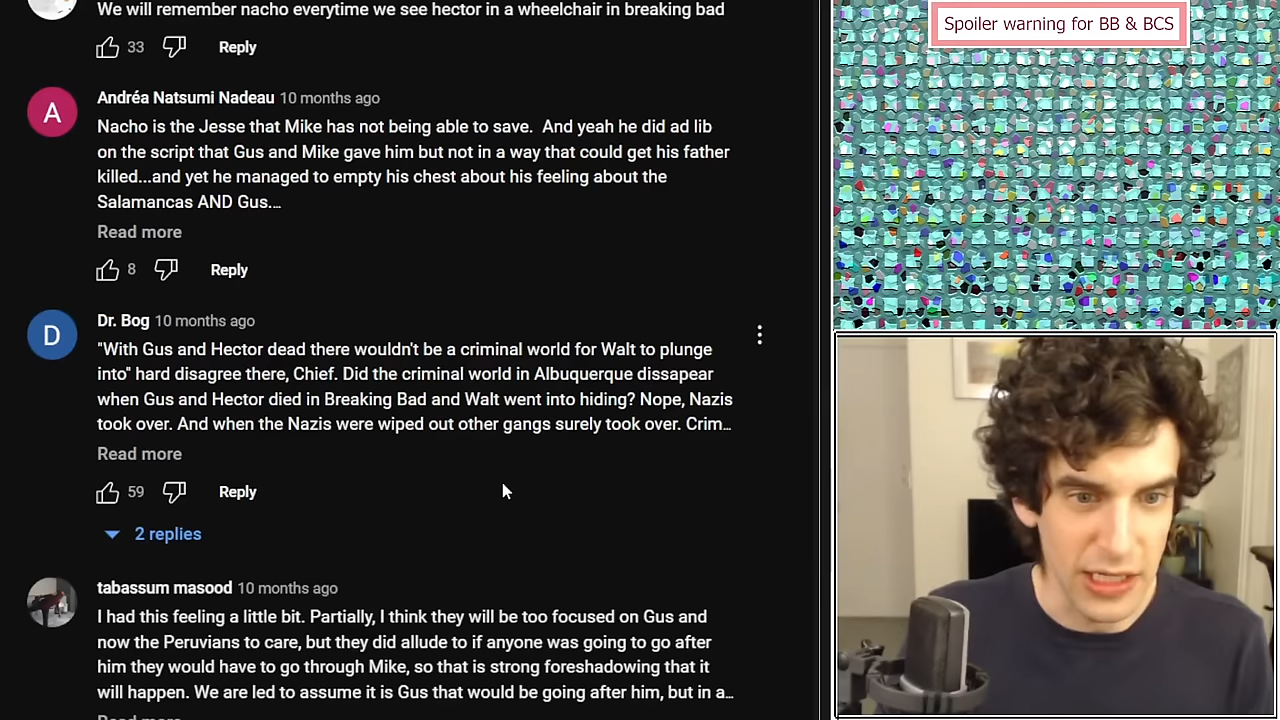 We will remember nacho everytime we see hector in a wheelchair in breaking bad
33 Reply
Spoiler warning for BB & BCS
A
Andréa Natsumi Nadeau 10 months ago
Nacho is the Jesse that Mike has not being able to save. And yeah he did ad lib
on the script that Gus and Mike gave him but not in a way that could get his father
killed...and yet he managed to empty his chest about his feeling about the
Salamancas AND Gus...
Read more
8 Reply
D
Dr. Bog 10 months ago
"With Gus and Hector dead there wouldn't be a criminal world for Walt to plunge
into" hard disagree there, Chief. Did the criminal world in Albuquerque dissapear
when Gus and Hector died in Breaking Bad and Walt went into hiding? Nope, Nazis
took over. And when the Nazis were wiped out other gangs surely took over. Crim...
Read more
59 Reply
2 replies
tabassum masood 10 months ago
I had this feeling a little bit. Partially, I think they will be too focused on Gus and
now the Peruvians to care, but they did allude to if anyone was going to go after
him they would have to go through Mike, so that is strong foreshadowing that it
will happen. We are led to assume it is Gus that would be going after him, but in a...
Read more